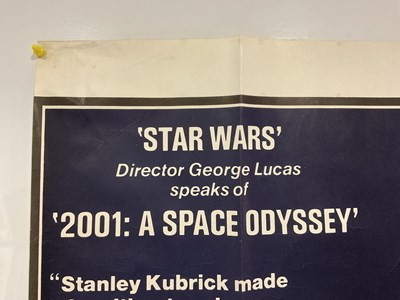 ‘STAR WARS’
Director George Lucas
speaks of
‘2001: A SPACE ODYSSEY’
“Stanley Kubrick made